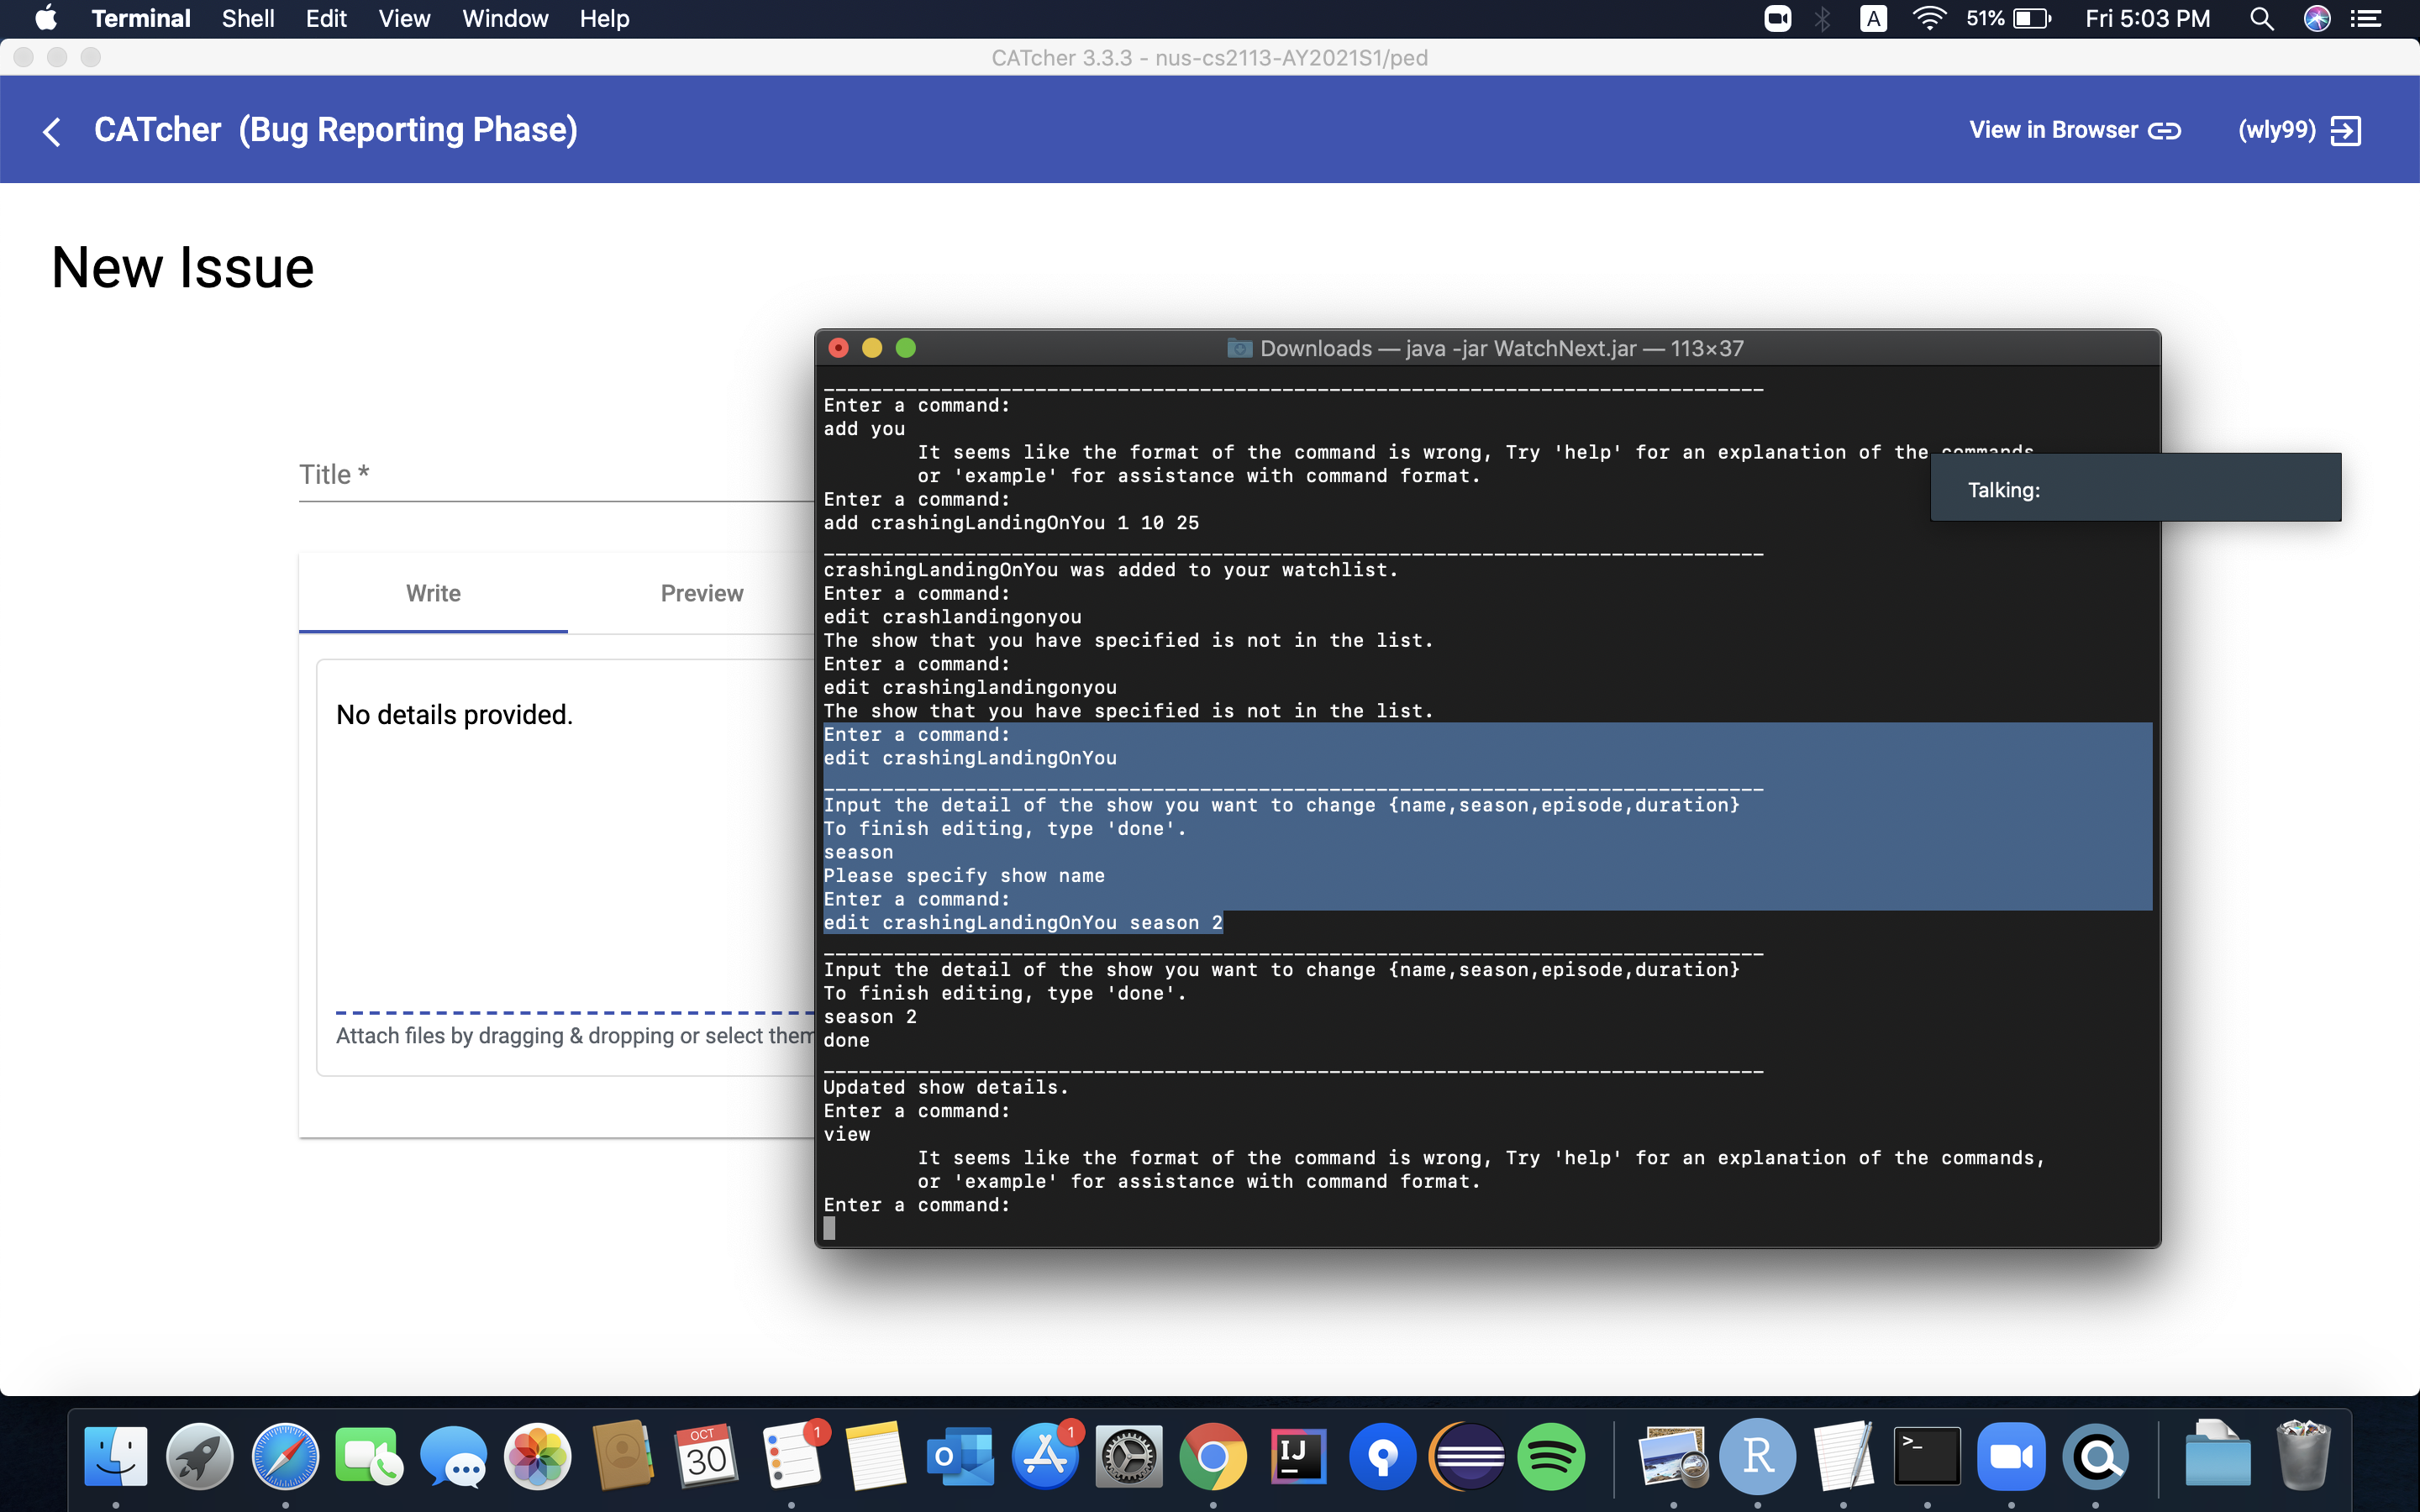 Terminal Shell Edit View Window Help
A 51% Fri 5:03 PM
CATcher 3.3.3 - nus-cs2113-AY2021S1/ped
CATcher (Bug Reporting Phase)
View in Browser (wly99)
New Issue
Title *
Write Preview
No details provided.
Attach files by dragging & dropping or select them
Downloads — java -jar WatchNext.jar — 113×37
Enter a command:
add you
It seems like the format of the command is wrong, Try 'help' for an explanation of the commands
or 'example' for assistance with command format.
Talking:
Enter a command:
add crashingLandingOnYou 1 10 25
crashingLandingOnYou was added to your watchlist.
Enter a command:
edit crashlandingonyou
The show that you have specified is not in the list.
Enter a command:
edit crashinglandingonyou
The show that you have specified is not in the list.
Enter a command:
edit crashingLandingOnYou
Input the detail of the show you want to change {name,season,episode,duration}
To finish editing, type 'done'.
season
Please specify show name
Enter a command:
edit crashingLandingOnYou season 2
Input the detail of the show you want to change {name,season,episode,duration}
To finish editing, type 'done'.
season 2
done
Updated show details.
Enter a command:
view
It seems like the format of the command is wrong, Try 'help' for an explanation of the commands,
or 'example' for assistance with command format.
Enter a command:
OCT
30
1
O
1
IJ
R
>_